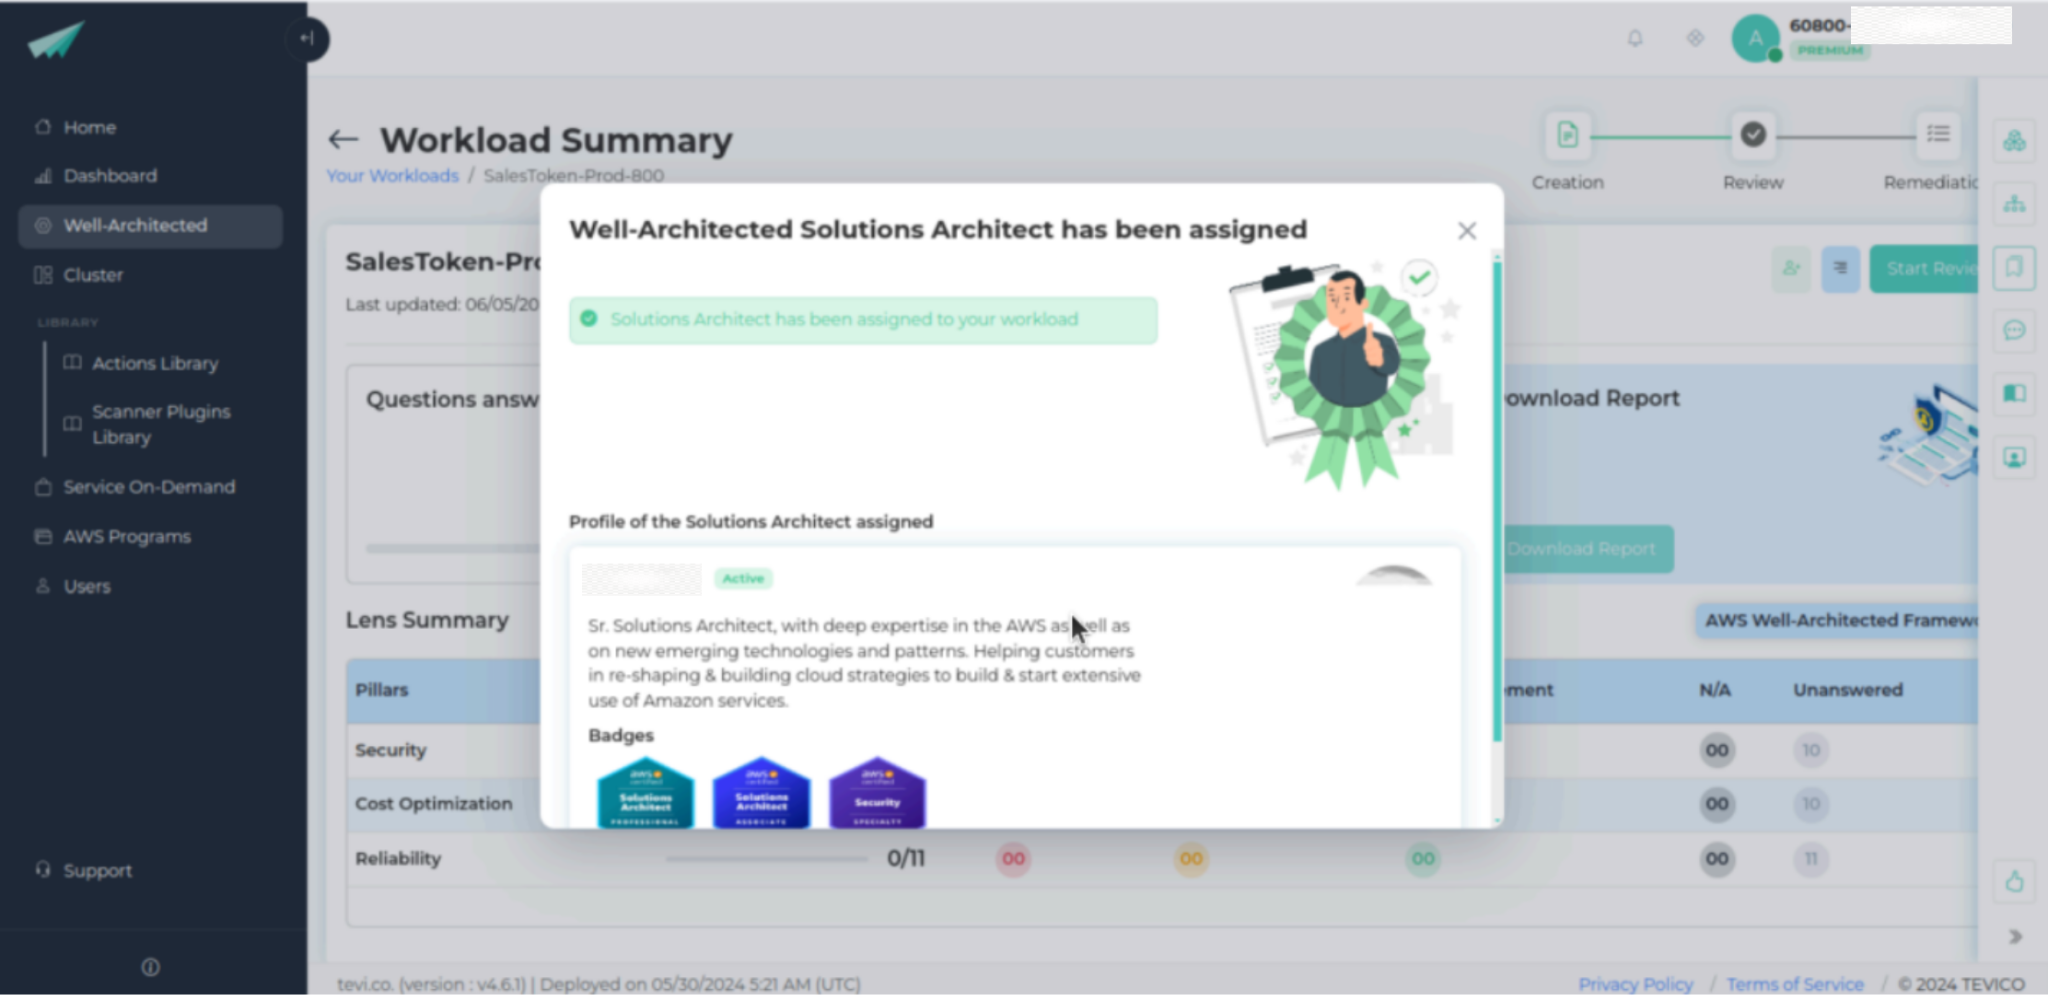 60800-
PREMIUM
A
Home
Dashboard
Well-Architected
Cluster
LIBRARY
Actions Library
Scanner Plugins
Library
Service On-Demand
AWS Programs
Users
Support
Workload Summary
Your Workloads / SalesToken-Prod-800
Creation
Review
Remediatic
SalesToken-Pro
Last updated: 06/05/20
Start Revie
Questions answ
ownload Report
Download Report
Well-Architected Solutions Architect has been assigned
Solutions Architect has been assigned to your workload
Profile of the Solutions Architect assigned
Active
Sr. Solutions Architect, with deep expertise in the AWS as well as
on new emerging technologies and patterns. Helping customers
in re-shaping & building cloud strategies to build & start extensive
use of Amazon services.
Badges
aws certified
Solutions
Architect
PROFESSIONAL
aws certified
Solutions
Architect
ASSOCIATE
aws certified
Security
SPECIALTY
Lens Summary
AWS Well-Architected Framewo
Pillars
ment
N/A
Unanswered
Security
00
10
Cost Optimization
00
10
Reliability
0/11
00
00
00
00
11
tevi.co. (version : v4.6.1) | Deployed on 05/30/2024 5:21 AM (UTC)
Privacy Policy / Terms of Service / © 2024 TEVICO